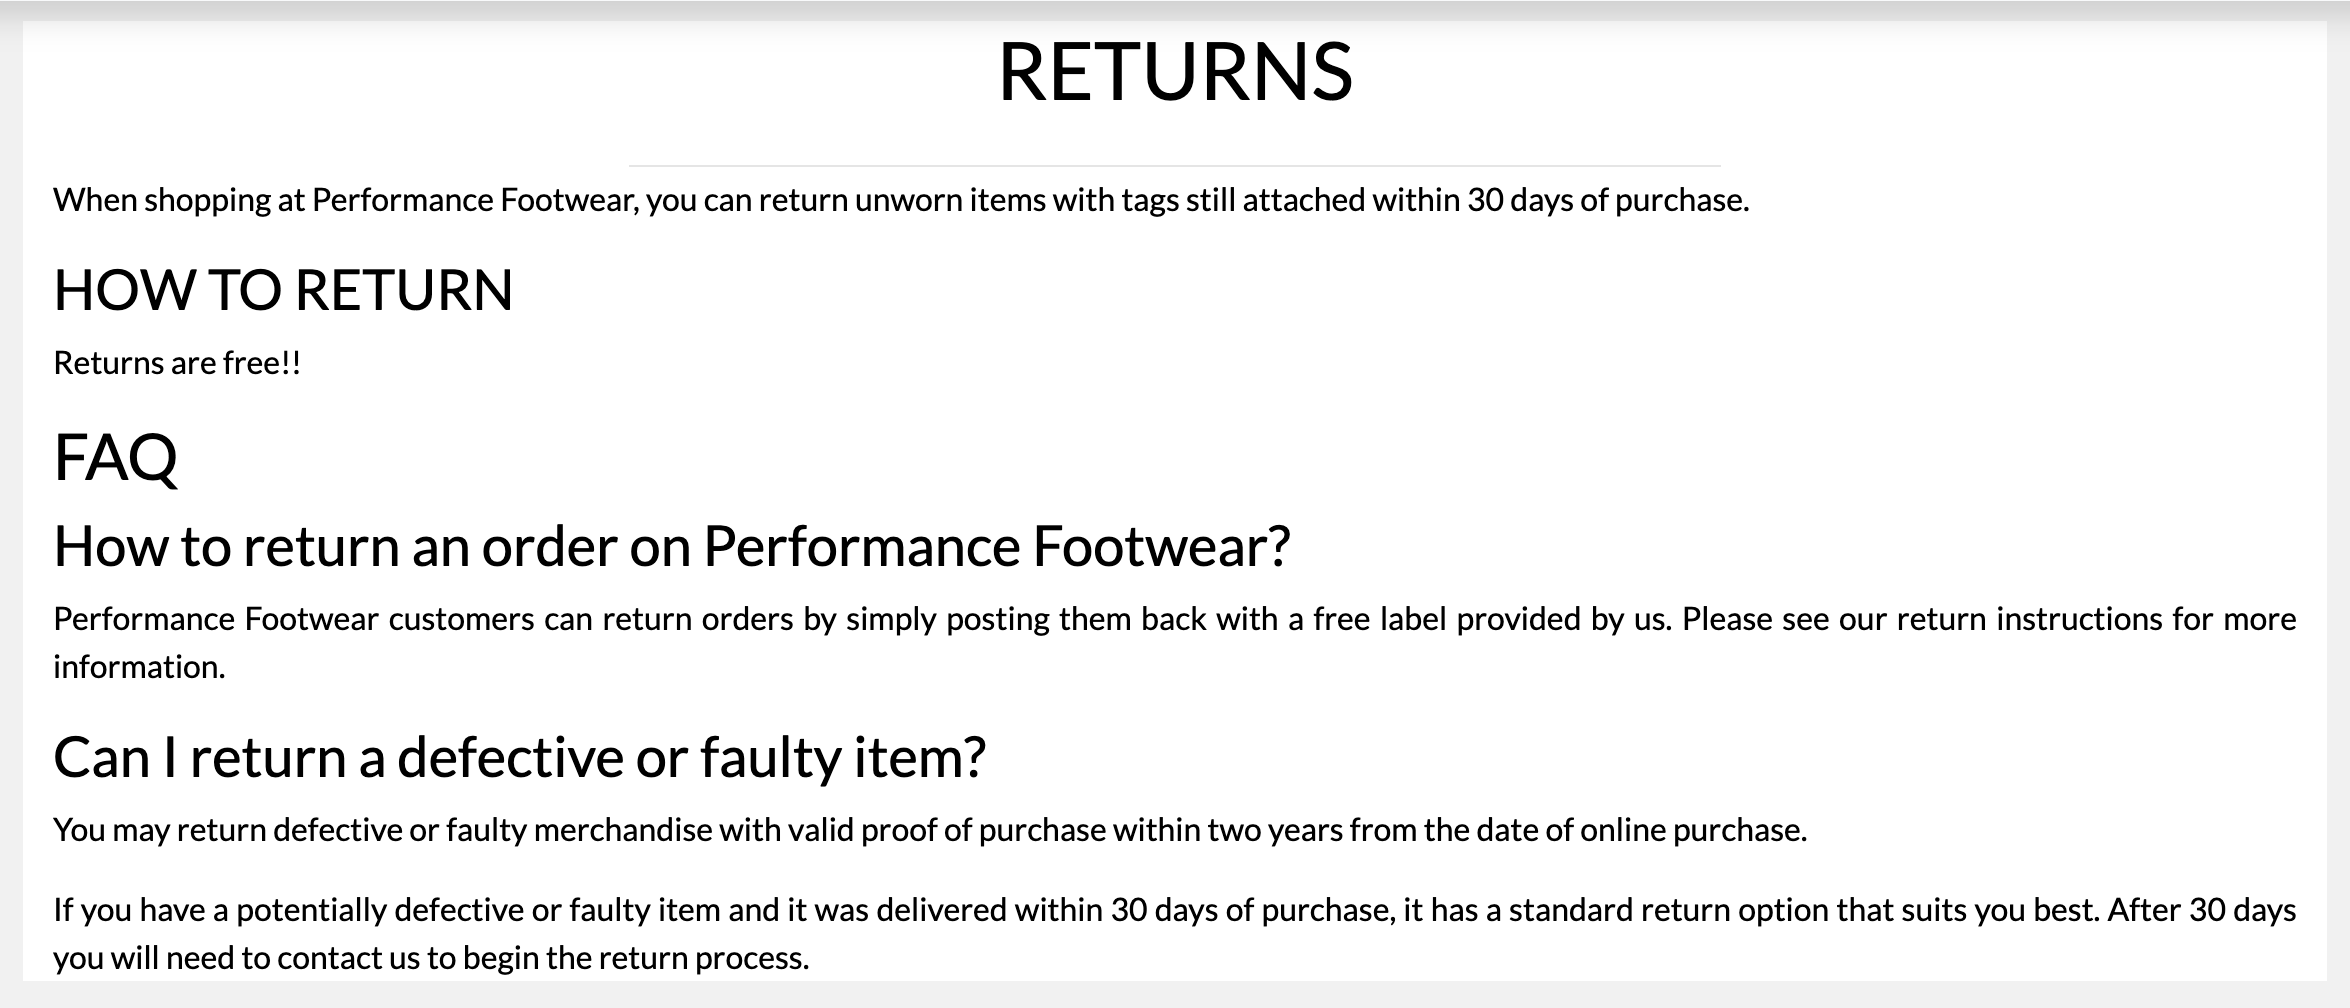 RETURNS
When shopping at Performance Footwear, you can return unworn items with tags still attached within 30 days of purchase.
HOW TO RETURN
Returns are free!!
FAQ
How to return an order on Performance Footwear?
Performance Footwear customers can return orders by simply posting them back with a free label provided by us. Please see our return instructions for more
information.
Can I return a defective or faulty item?
You may return defective or faulty merchandise with valid proof of purchase within two years from the date of online purchase.
If you have a potentially defective or faulty item and it was delivered within 30 days of purchase, it has a standard return option that suits you best. After 30 days
you will need to contact us to begin the return process.